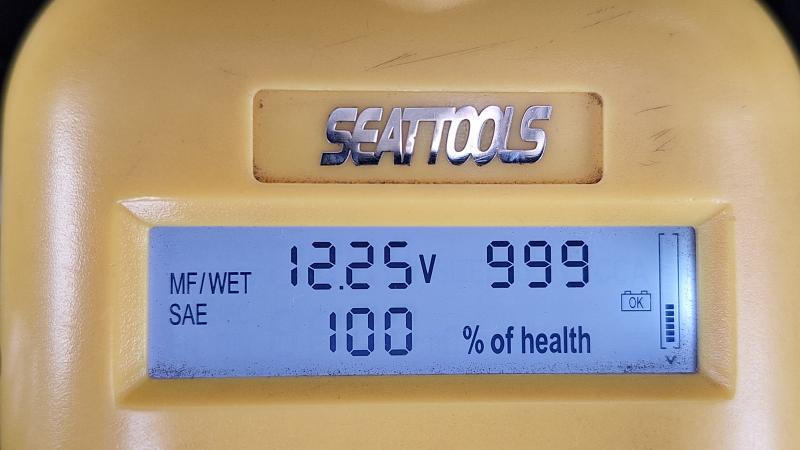 SEATTOOLS
MF/WET 12.25V 999
SAE 100 % of health
OK
V